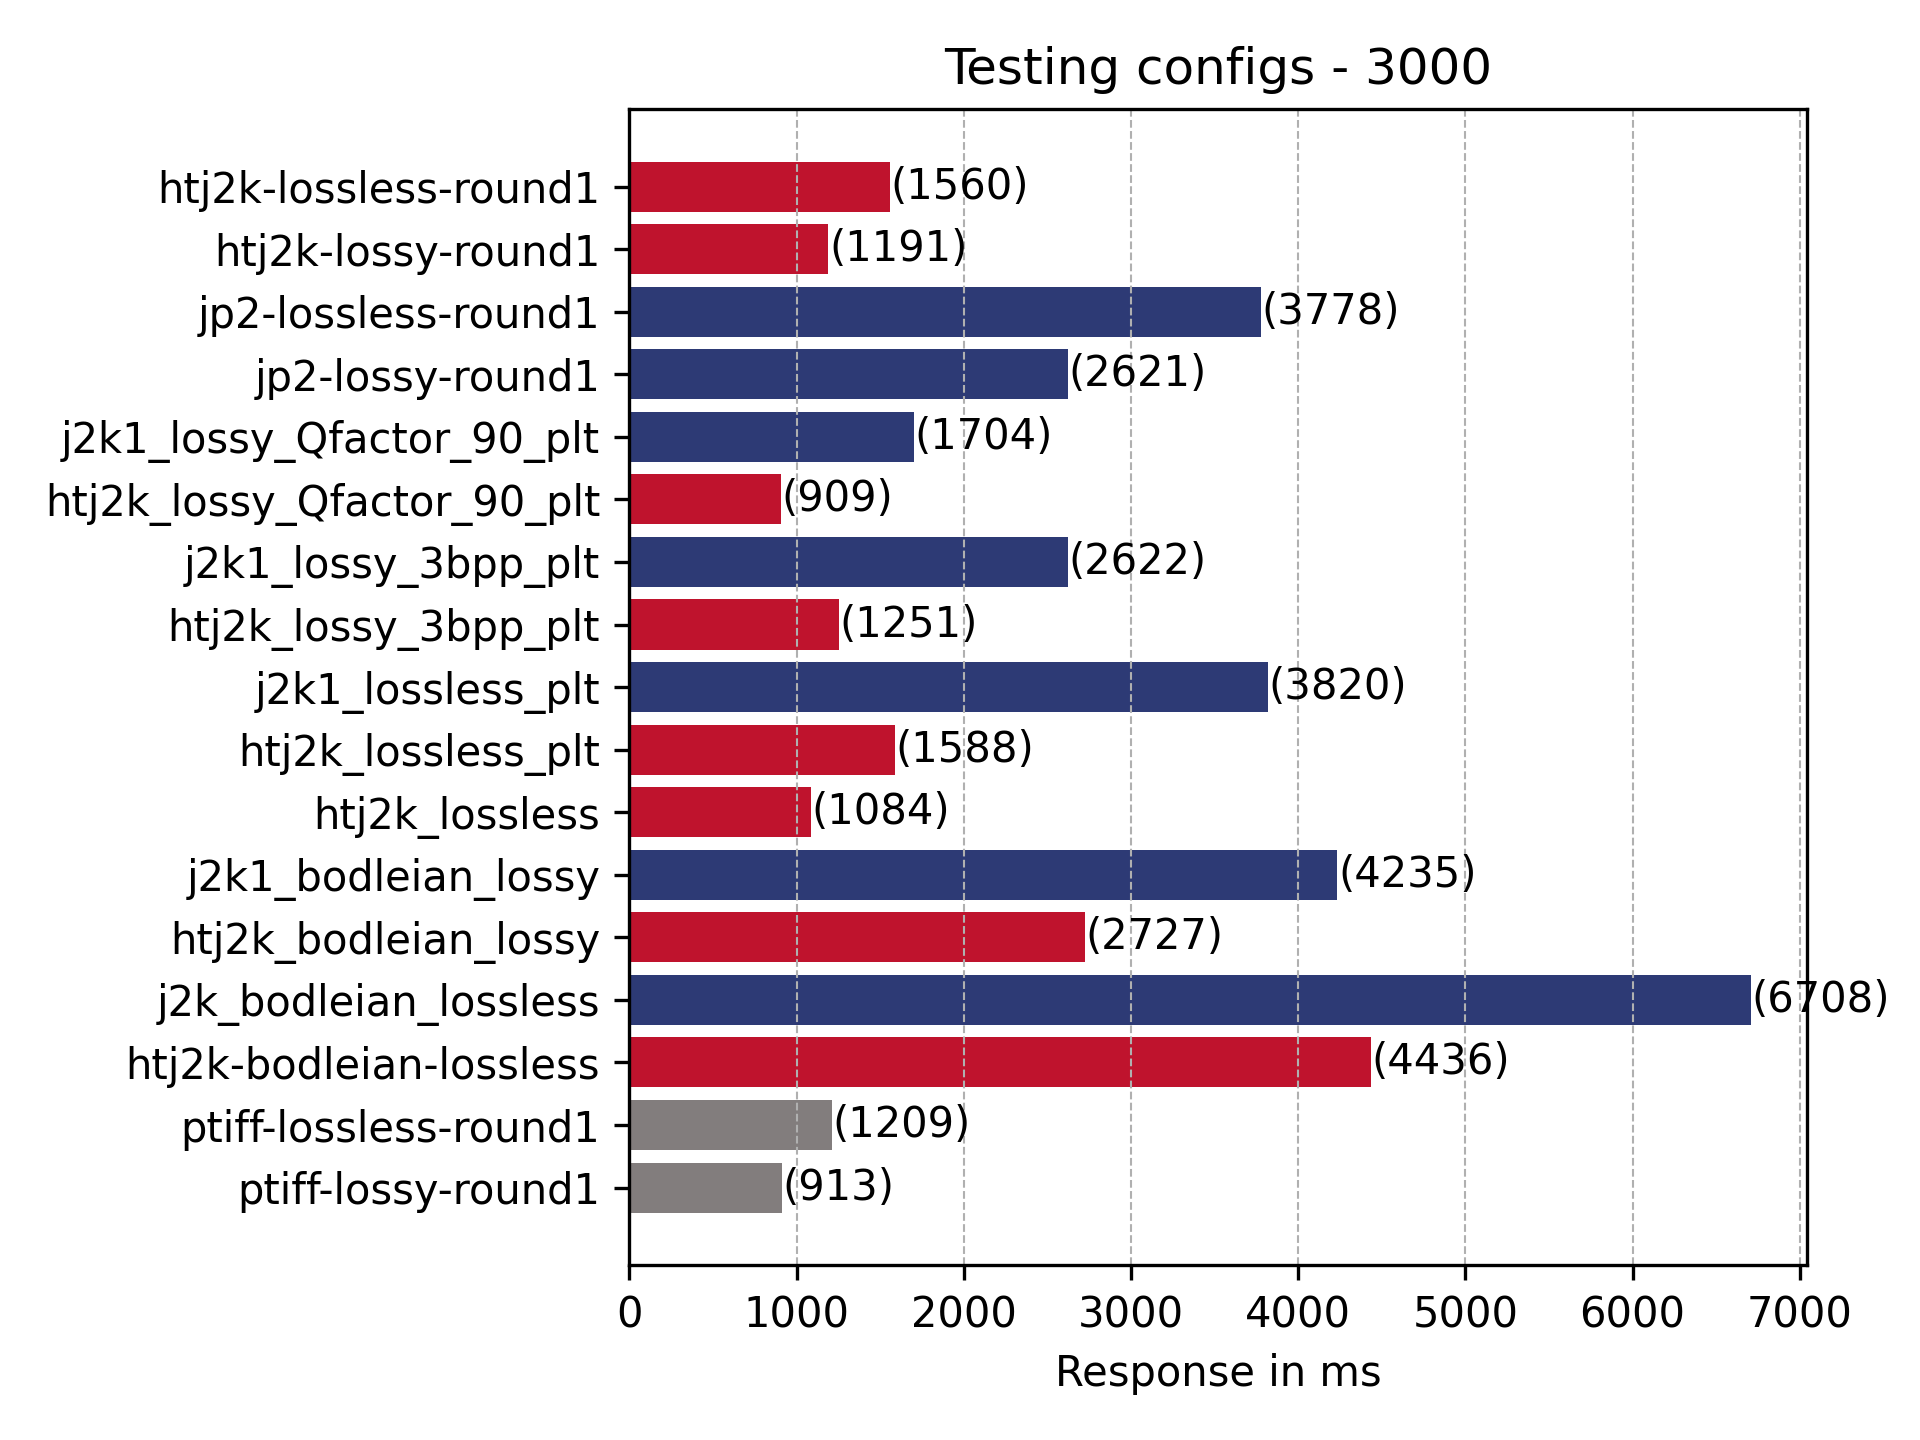 Testing configs - 3000
htj2k-lossless-round1 (1560)
htj2k-lossy-round1 (1191)
jp2-lossless-round1 (3778)
jp2-lossy-round1 (2621)
j2k1_lossy_Qfactor_90_plt (1704)
htj2k_lossy_Qfactor_90_plt (909)
j2k1_lossy_3bpp_plt (2622)
htj2k_lossy_3bpp_plt (1251)
j2k1_lossless_plt (3820)
htj2k_lossless_plt (1588)
htj2k_lossless (1084)
j2k1_bodleian_lossy (4235)
htj2k_bodleian_lossy (2727)
j2k_bodleian_lossless (6708)
htj2k-bodleian-lossless (4436)
ptiff-lossless-round1 (1209)
ptiff-lossy-round1 (913)
0 1000 2000 3000 4000 5000 6000 7000
Response in ms